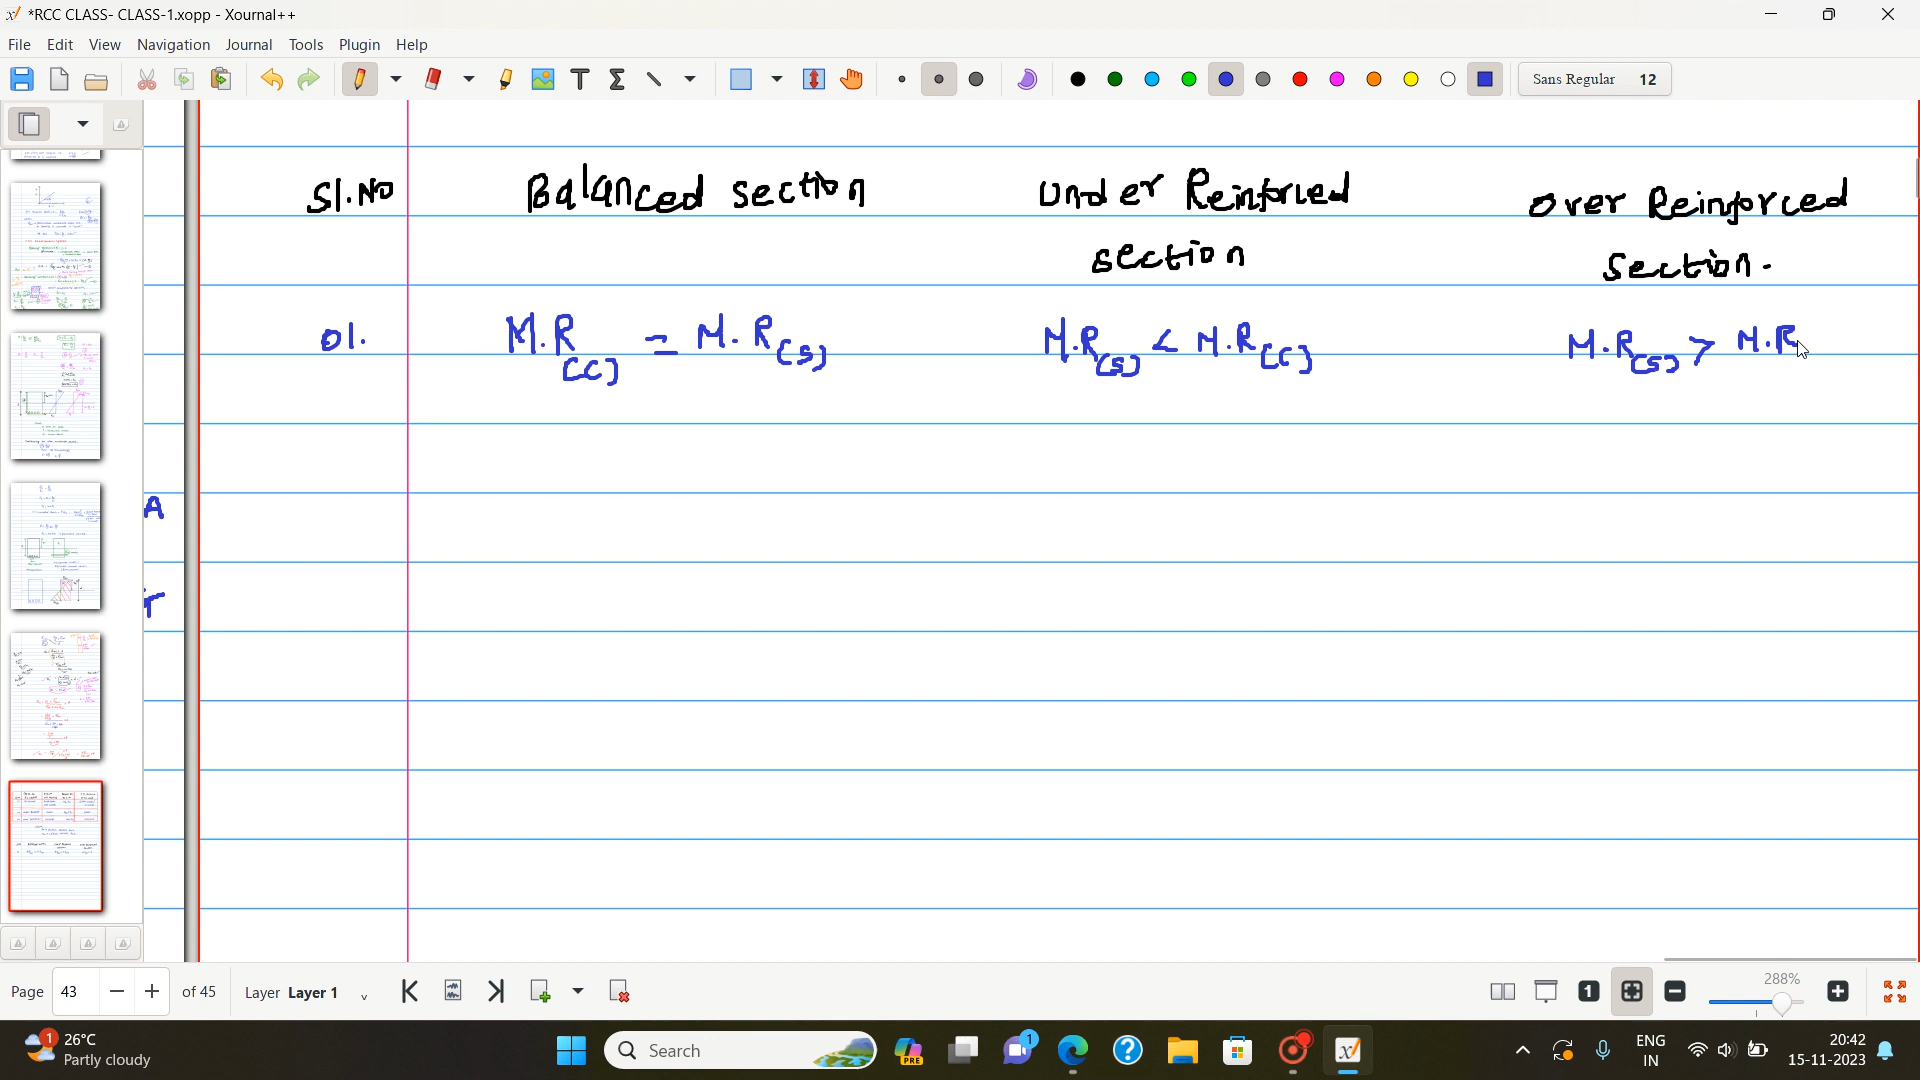 *RCC CLASS- CLASS-1.xopp - Xournal++
File Edit View Navigation Journal Tools Plugin Help
Sans Regular 12
Sl.No Balanced section Under Reinforced section Over Reinforced section.
01. M.R(C) = M.R(S) M.R(S) < M.R(C) M.R(S) > M.R
A
T
Page 43 of 45 Layer Layer 1 288%
26°C
Partly cloudy
Search
PRE
ENG
IN
20:42
15-11-2023